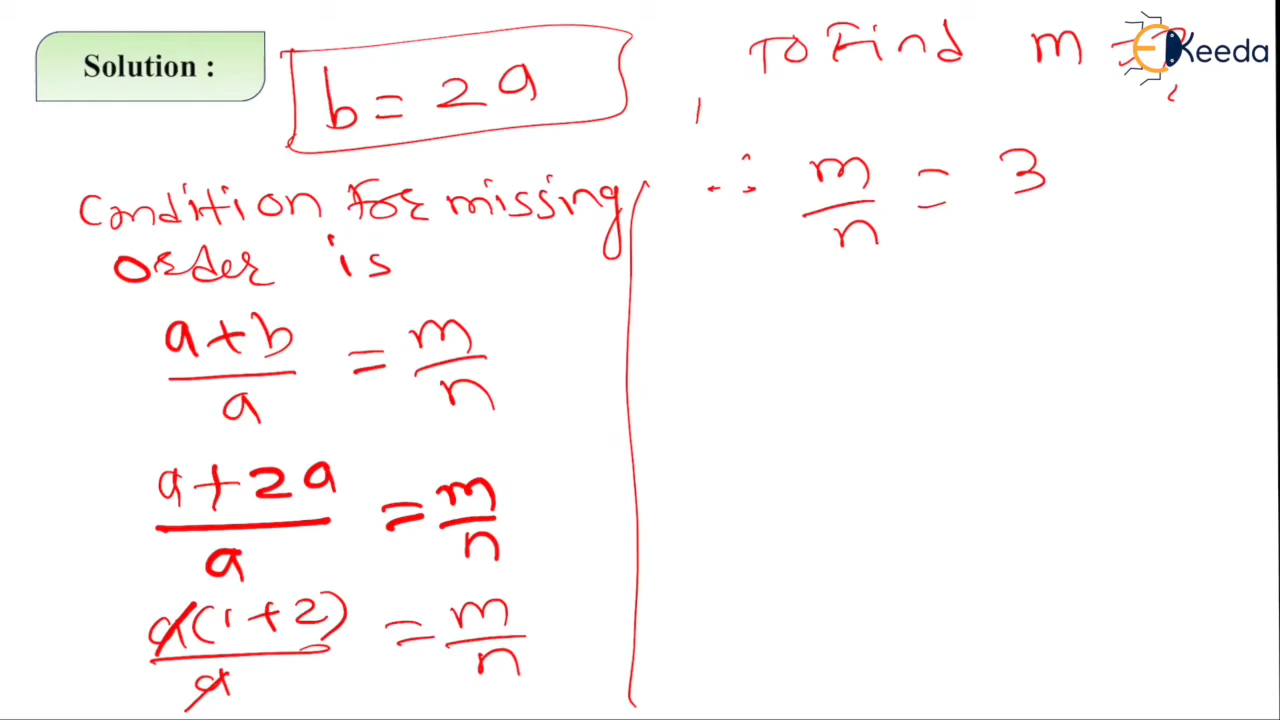 Solution :
b = 2a
Condition for missing
order is
a+b/a = m/n
a+2a/a = m/n
a(1+2)/a = m/n
To Find m = ?
Keeda
∴ m/n = 3